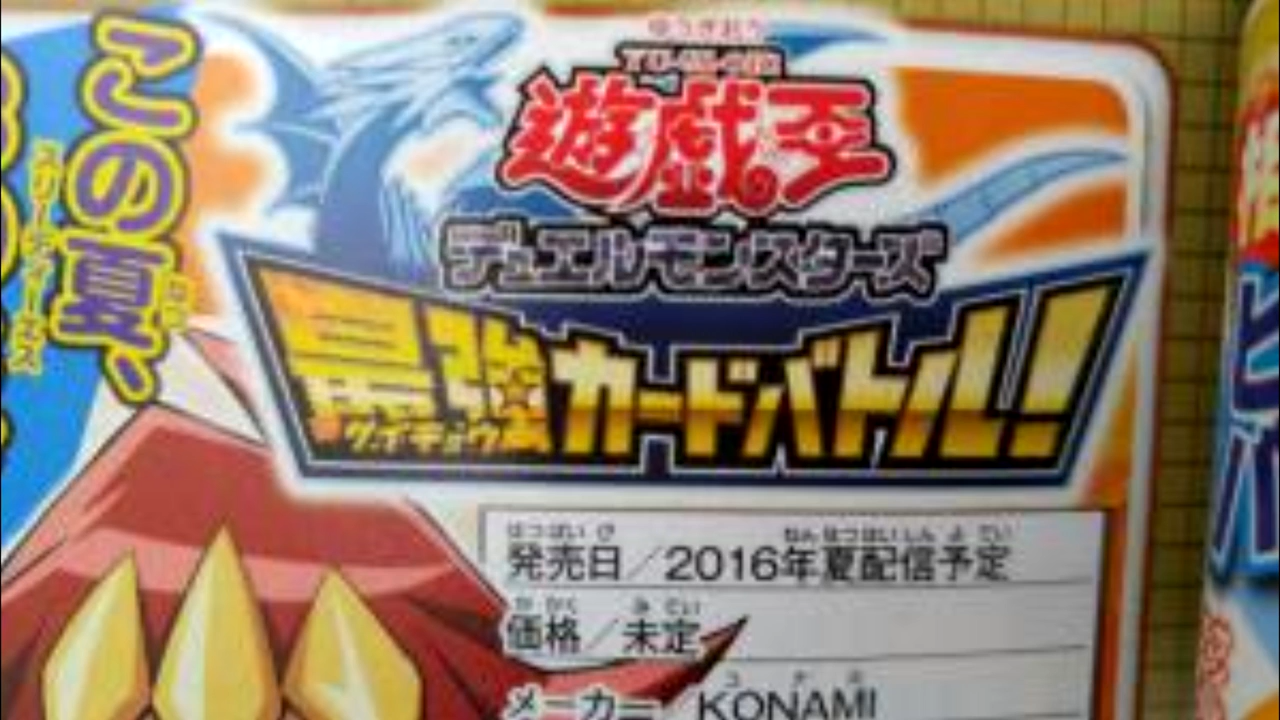 この夏、
ゆうぎおう
YU-GI-OH
遊戯王
デュエルモンスターズ
最強カードバトル!
サイキョウ
はつばい び
ねん なつはいしん よ てい
発売日/2016年夏配信予定
か かく
み てい
価格/未定
コナミ
メーカー/KONAMI